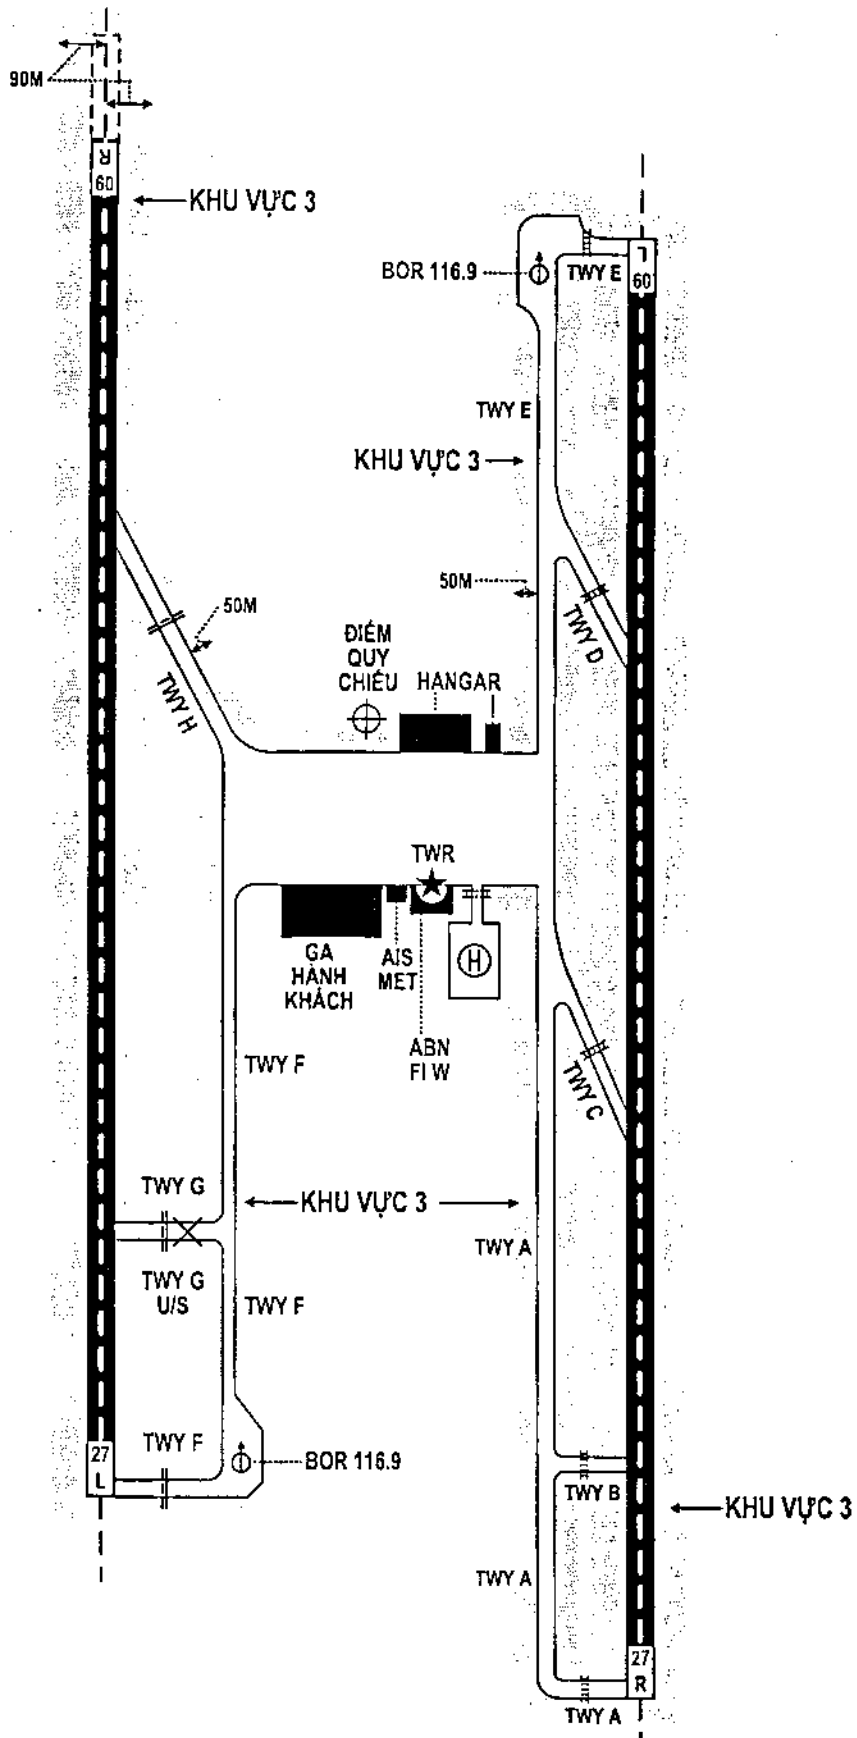 90M
R
09
KHU VỰC 3
BOR 116.9
TWY E
L
09
TWY E
KHU VỰC 3
50M
50M
TWY H
ĐIỂM
QUY
CHIẾU
HANGAR
TWY D
TWR
GA
HÀNH
KHÁCH
AIS
MET
H
ABN
FI W
TWY F
TWY C
TWY G
KHU VỰC 3
TWY A
TWY G
U/S
TWY F
TWY F
27
L
BOR 116.9
TWY B
KHU VỰC 3
TWY A
27
R
TWY A